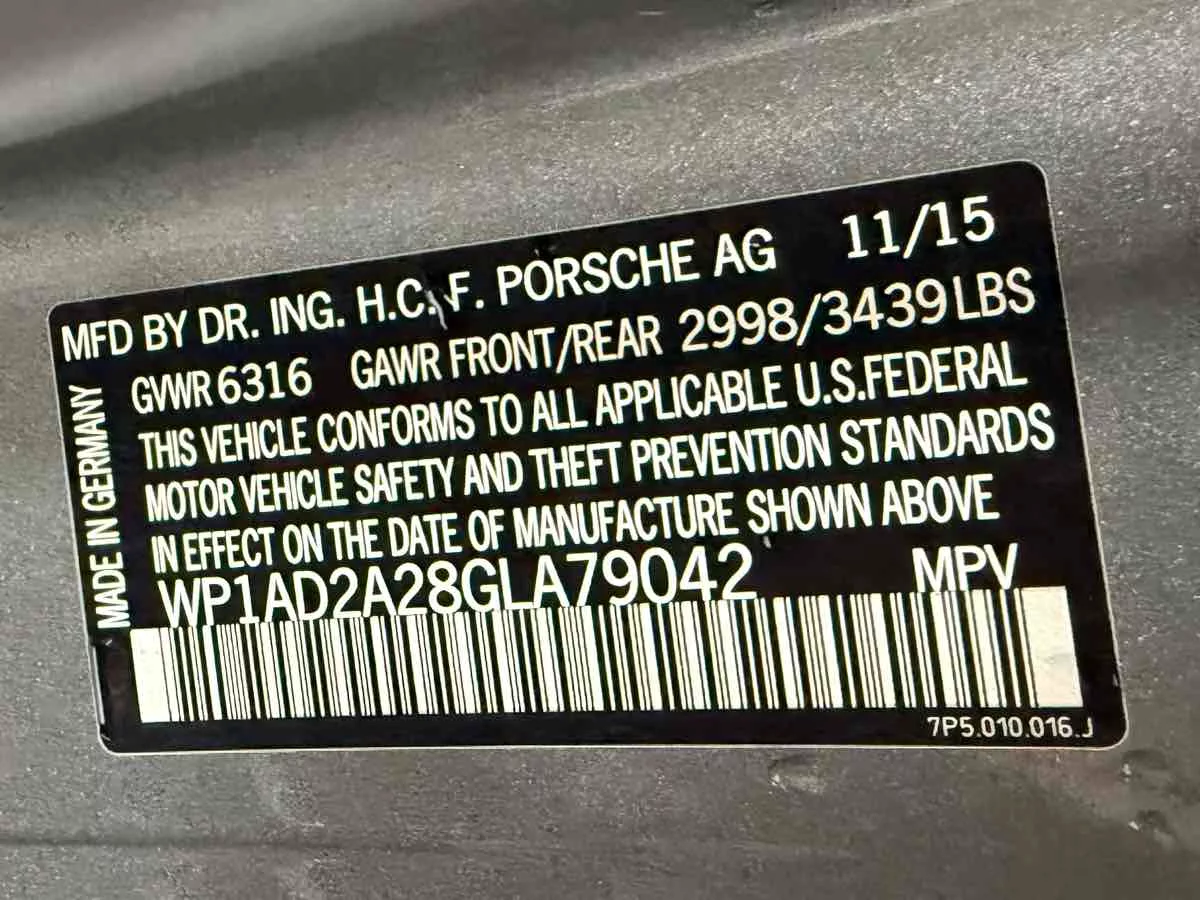 MFD BY DR. ING. H.C. F. PORSCHE AG 11/15
GVWR 6316 GAWR FRONT/REAR 2998/3439 LBS
THIS VEHICLE CONFORMS TO ALL APPLICABLE U.S.FEDERAL
MOTOR VEHICLE SAFETY AND THEFT PREVENTION STANDARDS
IN EFFECT ON THE DATE OF MANUFACTURE SHOWN ABOVE
WP1AD2A28GLA79042 MPV
7P5.010.016.J
MADE IN GERMANY